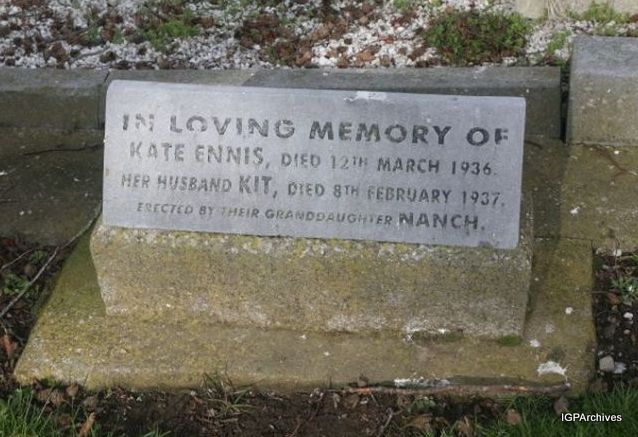 IN LOVING MEMORY OF
KATE ENNIS, DIED 12TH MARCH 1936.
HER HUSBAND KIT, DIED 8TH FEBRUARY 1937.
ERECTED BY THEIR GRANDDAUGHTER NANCH.
IGPArchives